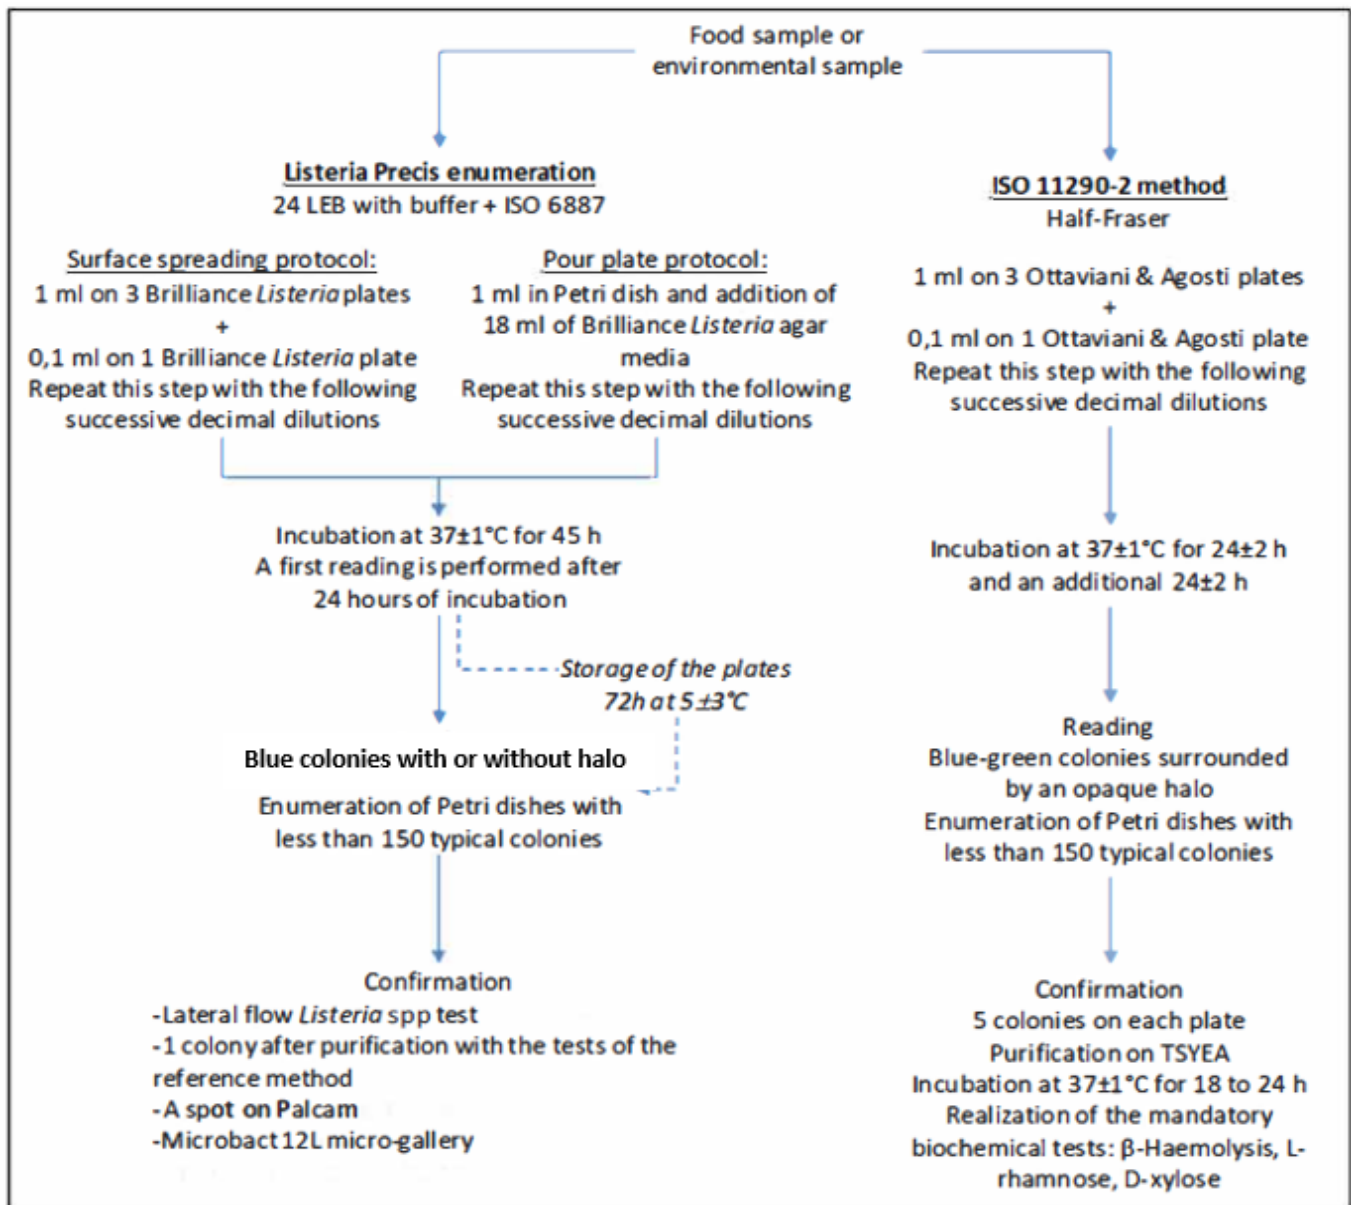 Food sample or
environmental sample
Listeria Precis enumeration
24 LEB with buffer + ISO 6887
Surface spreading protocol:
1 ml on 3 Brilliance Listeria plates
+
0,1 ml on 1 Brilliance Listeria plate
Repeat this step with the following
successive decimal dilutions
Pour plate protocol:
1 ml in Petri dish and addition of
18 ml of Brilliance Listeria agar
media
Repeat this step with the following
successive decimal dilutions
Incubation at 37±1°C for 45 h
A first reading is performed after
24 hours of incubation
Storage of the plates
72h at 5±3°C
Blue colonies with or without halo
Enumeration of Petri dishes with
less than 150 typical colonies
Confirmation
-Lateral flow Listeria spp test
-1 colony after purification with the tests of the
reference method
-A spot on Palcam
-Microbact 12L micro-gallery
ISO 11290-2 method
Half-Fraser
1 ml on 3 Ottaviani & Agosti plates
+
0,1 ml on 1 Ottaviani & Agosti plate
Repeat this step with the following
successive decimal dilutions
Incubation at 37±1°C for 24±2 h
and an additional 24±2 h
Reading
Blue-green colonies surrounded
by an opaque halo
Enumeration of Petri dishes with
less than 150 typical colonies
Confirmation
5 colonies on each plate
Purification on TSYEA
Incubation at 37±1°C for 18 to 24 h
Realization of the mandatory
biochemical tests: β-Haemolysis, L-
rhamnose, D-xylose